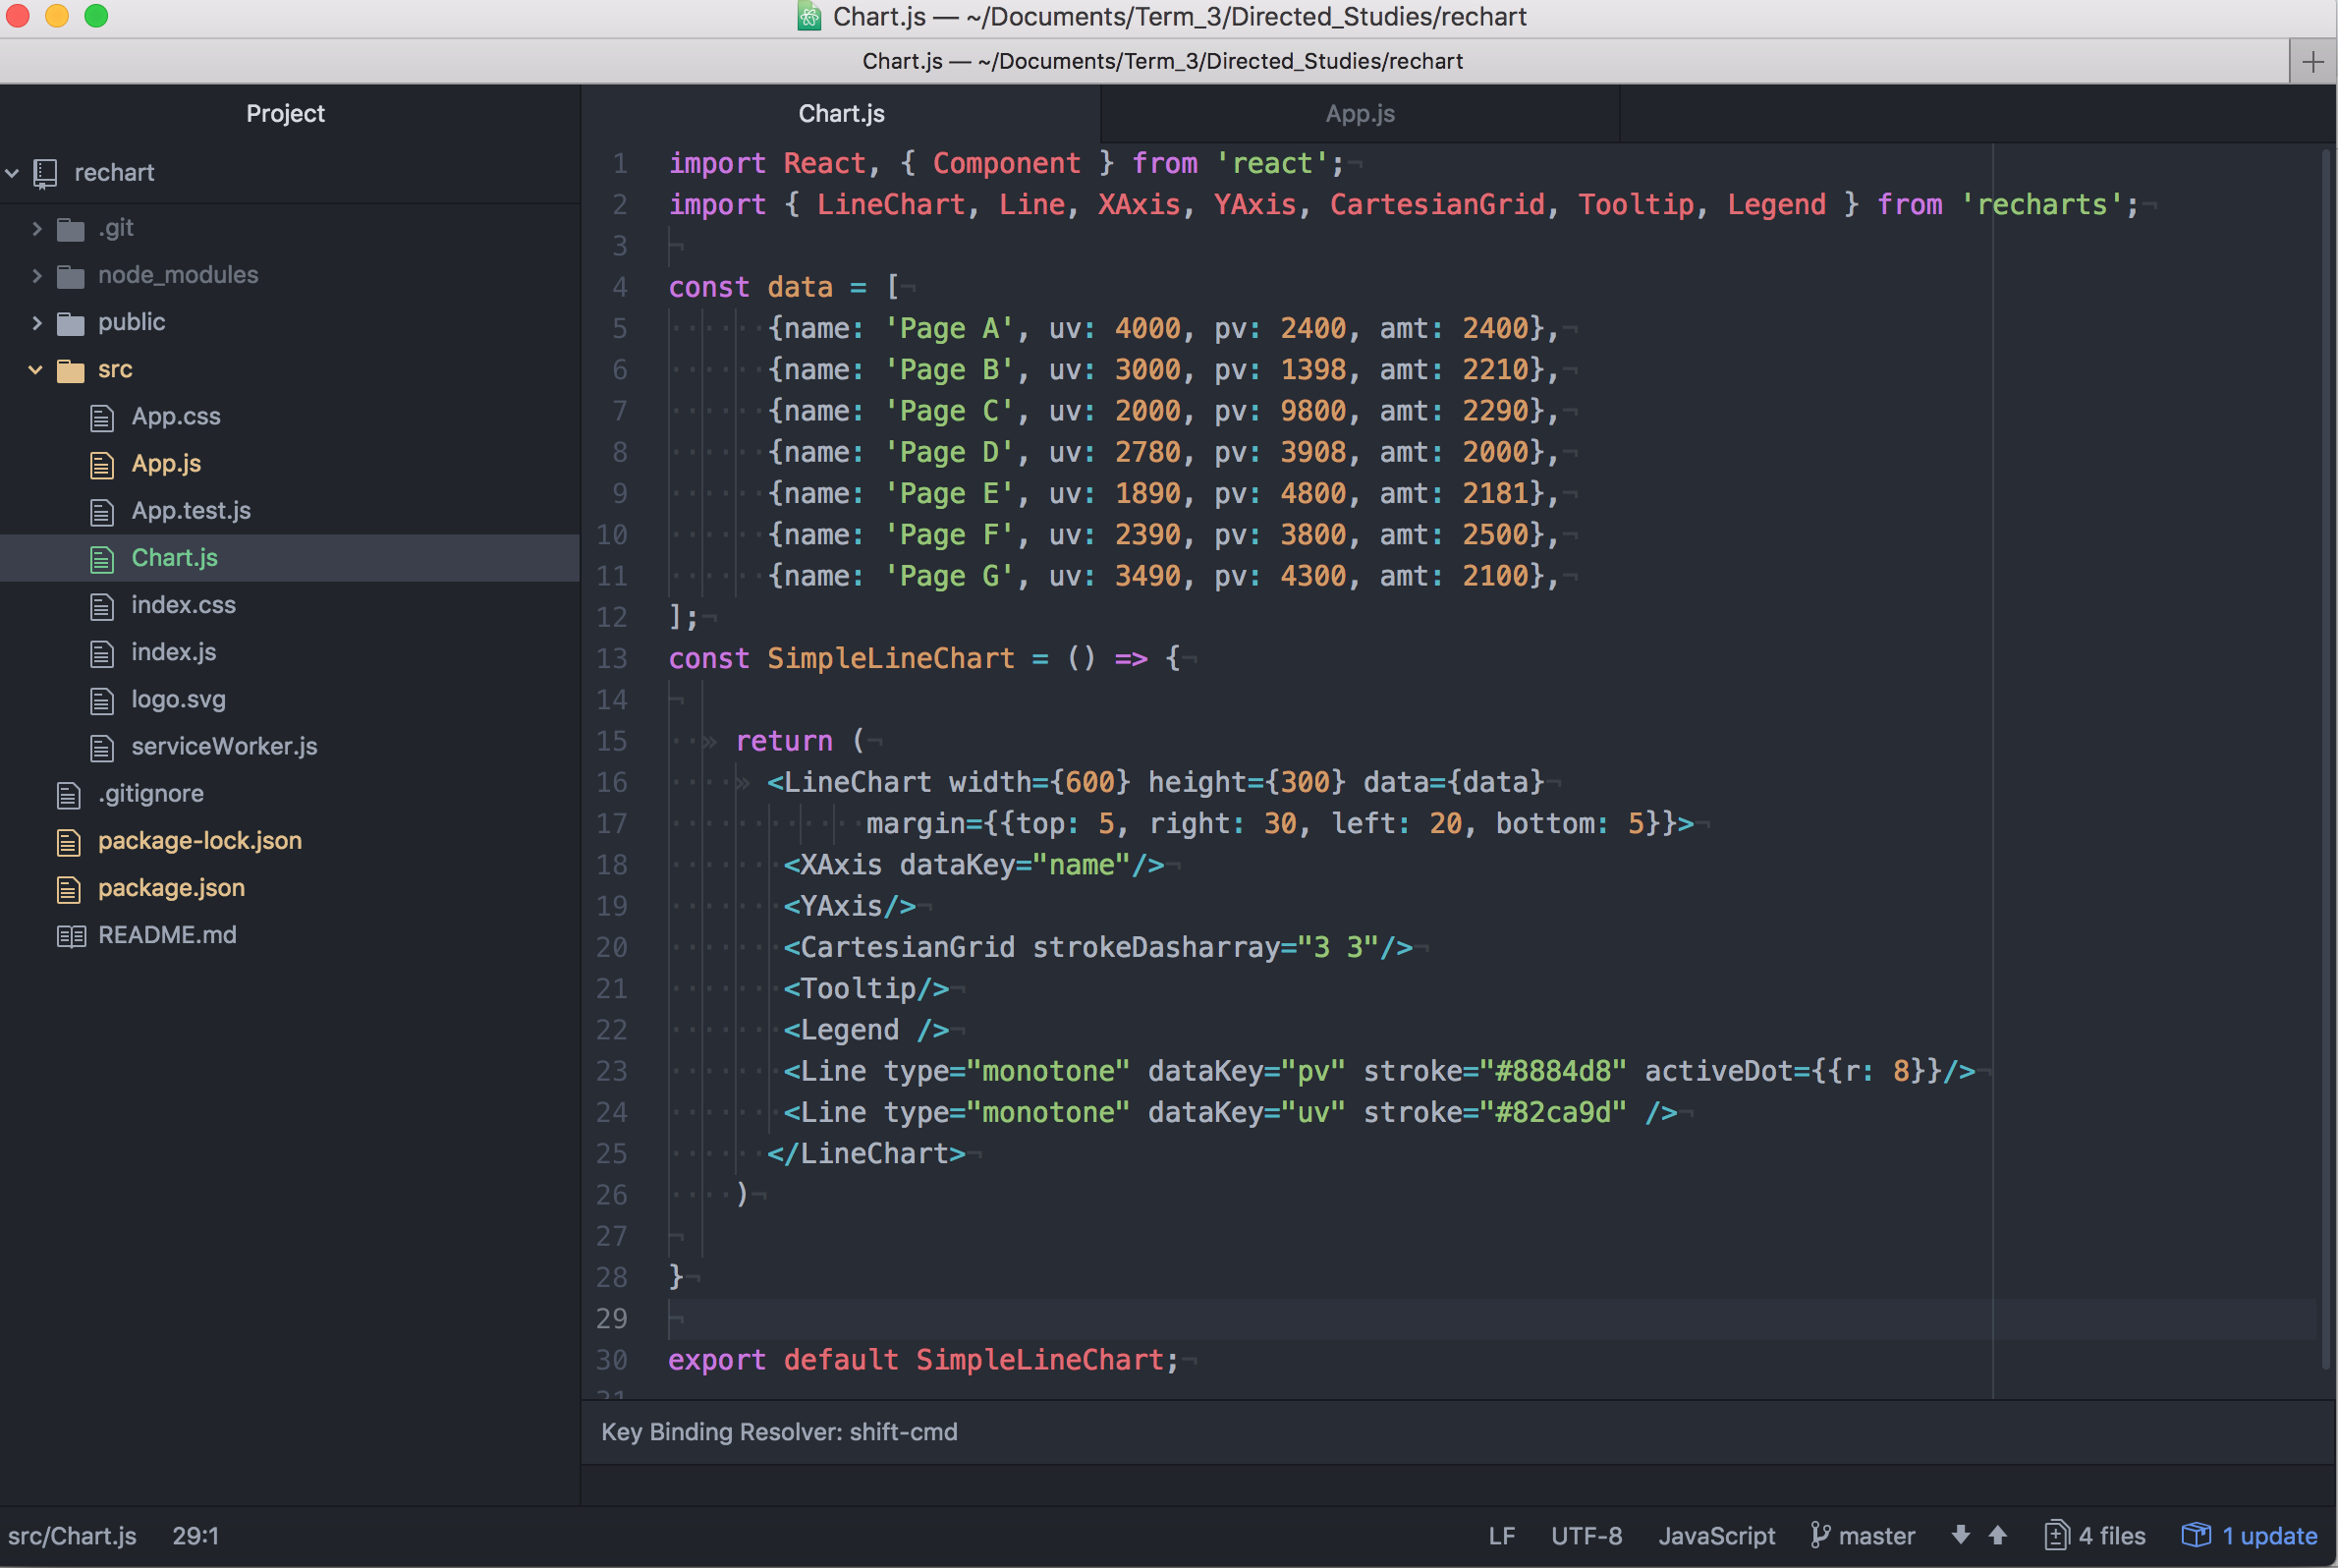 Chart.js — ~/Documents/Term_3/Directed_Studies/rechart
Chart.js — ~/Documents/Term_3/Directed_Studies/rechart
Project
rechart
.git
node_modules
public
src
App.css
App.js
App.test.js
Chart.js
index.css
index.js
logo.svg
serviceWorker.js
.gitignore
package-lock.json
package.json
README.md
Chart.js
App.js
1 import React, { Component } from 'react';
2 import { LineChart, Line, XAxis, YAxis, CartesianGrid, Tooltip, Legend } from 'recharts';
3
4 const data = [
5 {name: 'Page A', uv: 4000, pv: 2400, amt: 2400},
6 {name: 'Page B', uv: 3000, pv: 1398, amt: 2210},
7 {name: 'Page C', uv: 2000, pv: 9800, amt: 2290},
8 {name: 'Page D', uv: 2780, pv: 3908, amt: 2000},
9 {name: 'Page E', uv: 1890, pv: 4800, amt: 2181},
10 {name: 'Page F', uv: 2390, pv: 3800, amt: 2500},
11 {name: 'Page G', uv: 3490, pv: 4300, amt: 2100},
12 ];
13 const SimpleLineChart = () => {
14
15 return (
16 <LineChart width={600} height={300} data={data}
17 margin={{top: 5, right: 30, left: 20, bottom: 5}}>
18 <XAxis dataKey="name"/>
19 <YAxis/>
20 <CartesianGrid strokeDasharray="3 3"/>
21 <Tooltip/>
22 <Legend />
23 <Line type="monotone" dataKey="pv" stroke="#8884d8" activeDot={{r: 8}}/>
24 <Line type="monotone" dataKey="uv" stroke="#82ca9d" />
25 </LineChart>
26 )
27
28 }
29
30 export default SimpleLineChart;
31
Key Binding Resolver: shift-cmd
src/Chart.js 29:1 LF UTF-8 JavaScript master 4 files 1 update